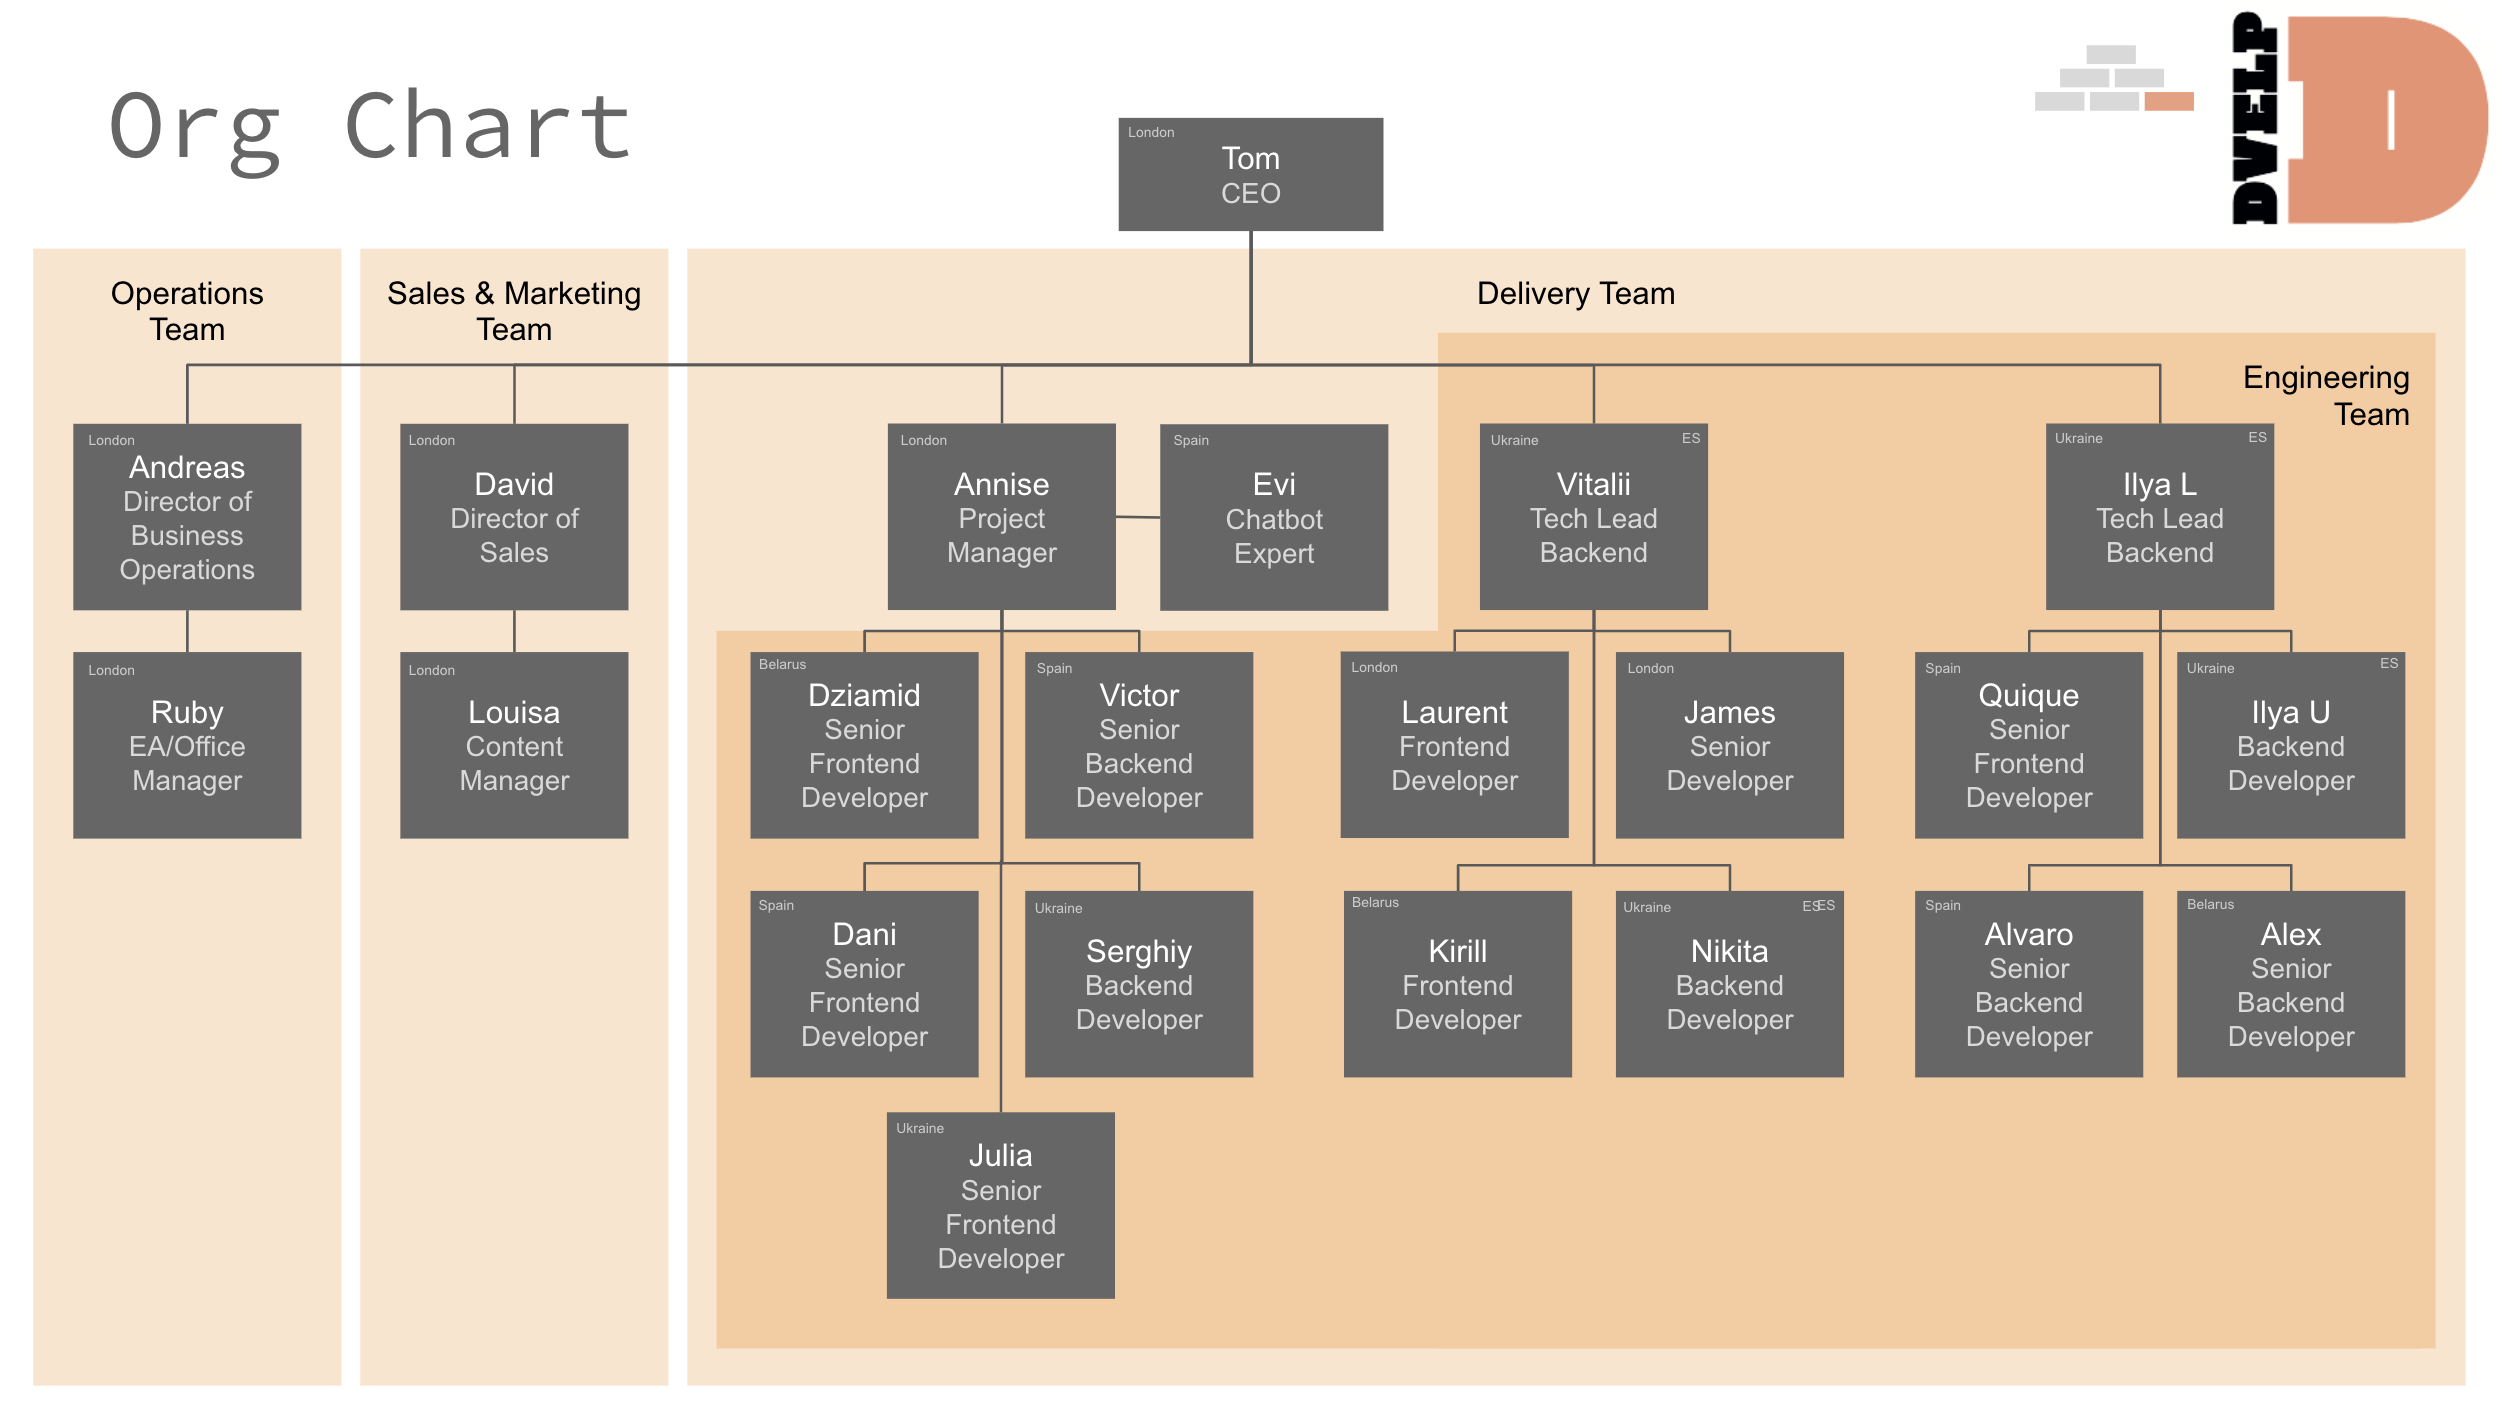 Org Chart
DVELP
D
London
Tom
CEO
Operations
Team
Sales & Marketing
Team
Delivery Team
Engineering
Team
London
Andreas
Director of
Business
Operations
London
David
Director of
Sales
London
Annise
Project
Manager
Spain
Evi
Chatbot
Expert
Ukraine
ES
Vitalii
Tech Lead
Backend
Ukraine
ES
Ilya L
Tech Lead
Backend
London
Ruby
EA/Office
Manager
London
Louisa
Content
Manager
Belarus
Dziamid
Senior
Frontend
Developer
Spain
Victor
Senior
Backend
Developer
London
Laurent
Frontend
Developer
London
James
Senior
Developer
Spain
Quique
Senior
Frontend
Developer
Ukraine
ES
Ilya U
Backend
Developer
Spain
Dani
Senior
Frontend
Developer
Ukraine
Serghiy
Backend
Developer
Belarus
Kirill
Frontend
Developer
Ukraine
ES
ES
Nikita
Backend
Developer
Spain
Alvaro
Senior
Backend
Developer
Belarus
Alex
Senior
Backend
Developer
Ukraine
Julia
Senior
Frontend
Developer